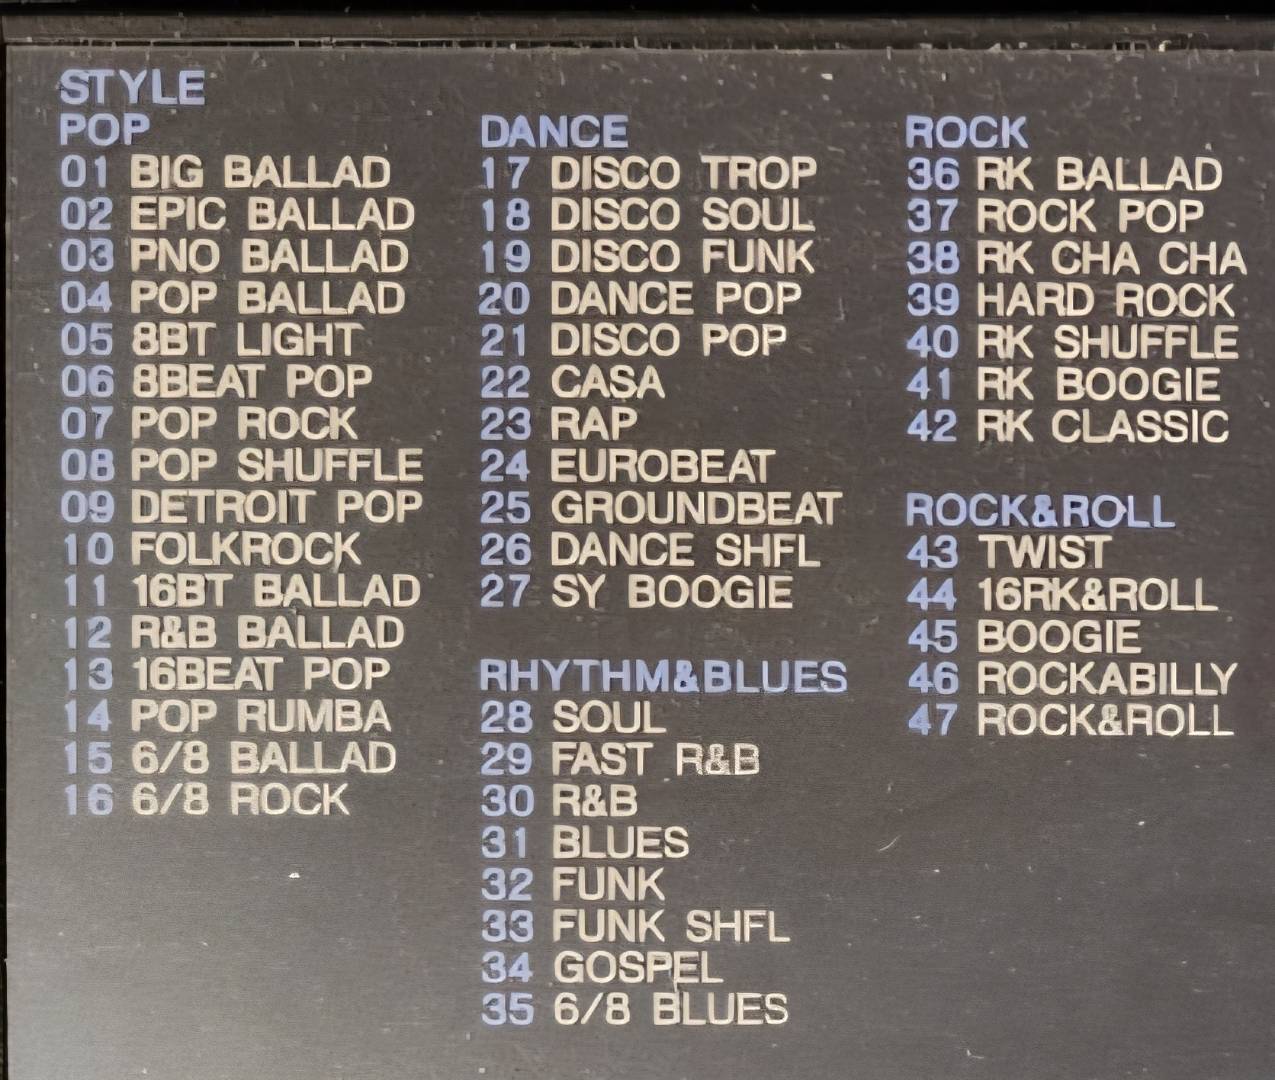 STYLE
POP
01 BIG BALLAD
02 EPIC BALLAD
03 PNO BALLAD
04 POP BALLAD
05 8BT LIGHT
06 8BEAT POP
07 POP ROCK
08 POP SHUFFLE
09 DETROIT POP
10 FOLKROCK
11 16BT BALLAD
12 R&B BALLAD
13 16BEAT POP
14 POP RUMBA
15 6/8 BALLAD
16 6/8 ROCK
DANCE
17 DISCO TROP
18 DISCO SOUL
19 DISCO FUNK
20 DANCE POP
21 DISCO POP
22 CASA
23 RAP
24 EUROBEAT
25 GROUNDBEAT
26 DANCE SHFL
27 SY BOOGIE
RHYTHM&BLUES
28 SOUL
29 FAST R&B
30 R&B
31 BLUES
32 FUNK
33 FUNK SHFL
34 GOSPEL
35 6/8 BLUES
ROCK
36 RK BALLAD
37 ROCK POP
38 RK CHA CHA
39 HARD ROCK
40 RK SHUFFLE
41 RK BOOGIE
42 RK CLASSIC
ROCK&ROLL
43 TWIST
44 16RK&ROLL
45 BOOGIE
46 ROCKABILLY
47 ROCK&ROLL